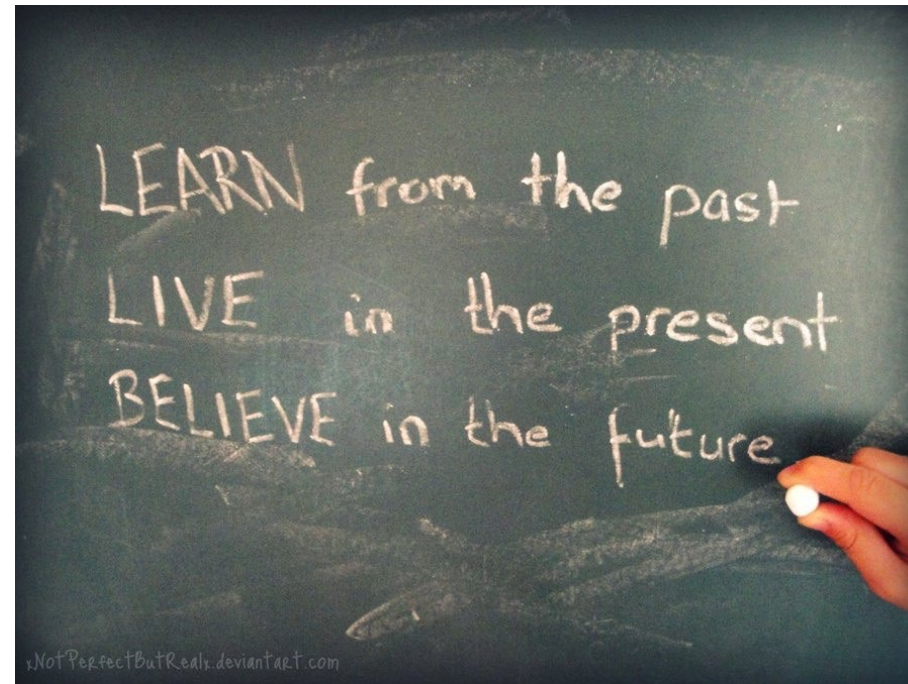 LEARN from the past
LIVE in the present
BELIEVE in the future
xNotPerfectButRealx.deviantart.com